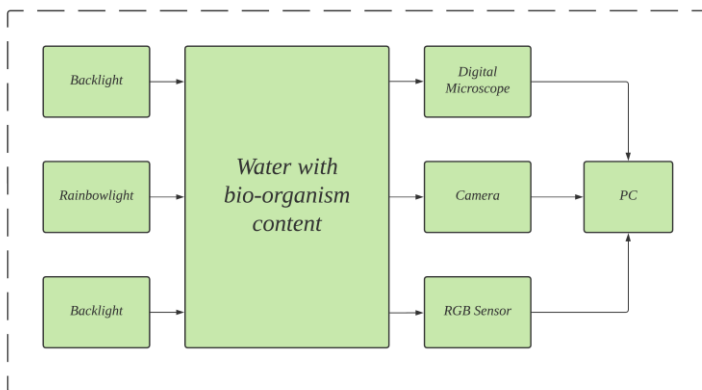 Backlight
Rainbowlight
Backlight
Water with
bio-organism
content
Digital
Microscope
Camera
RGB Sensor
PC